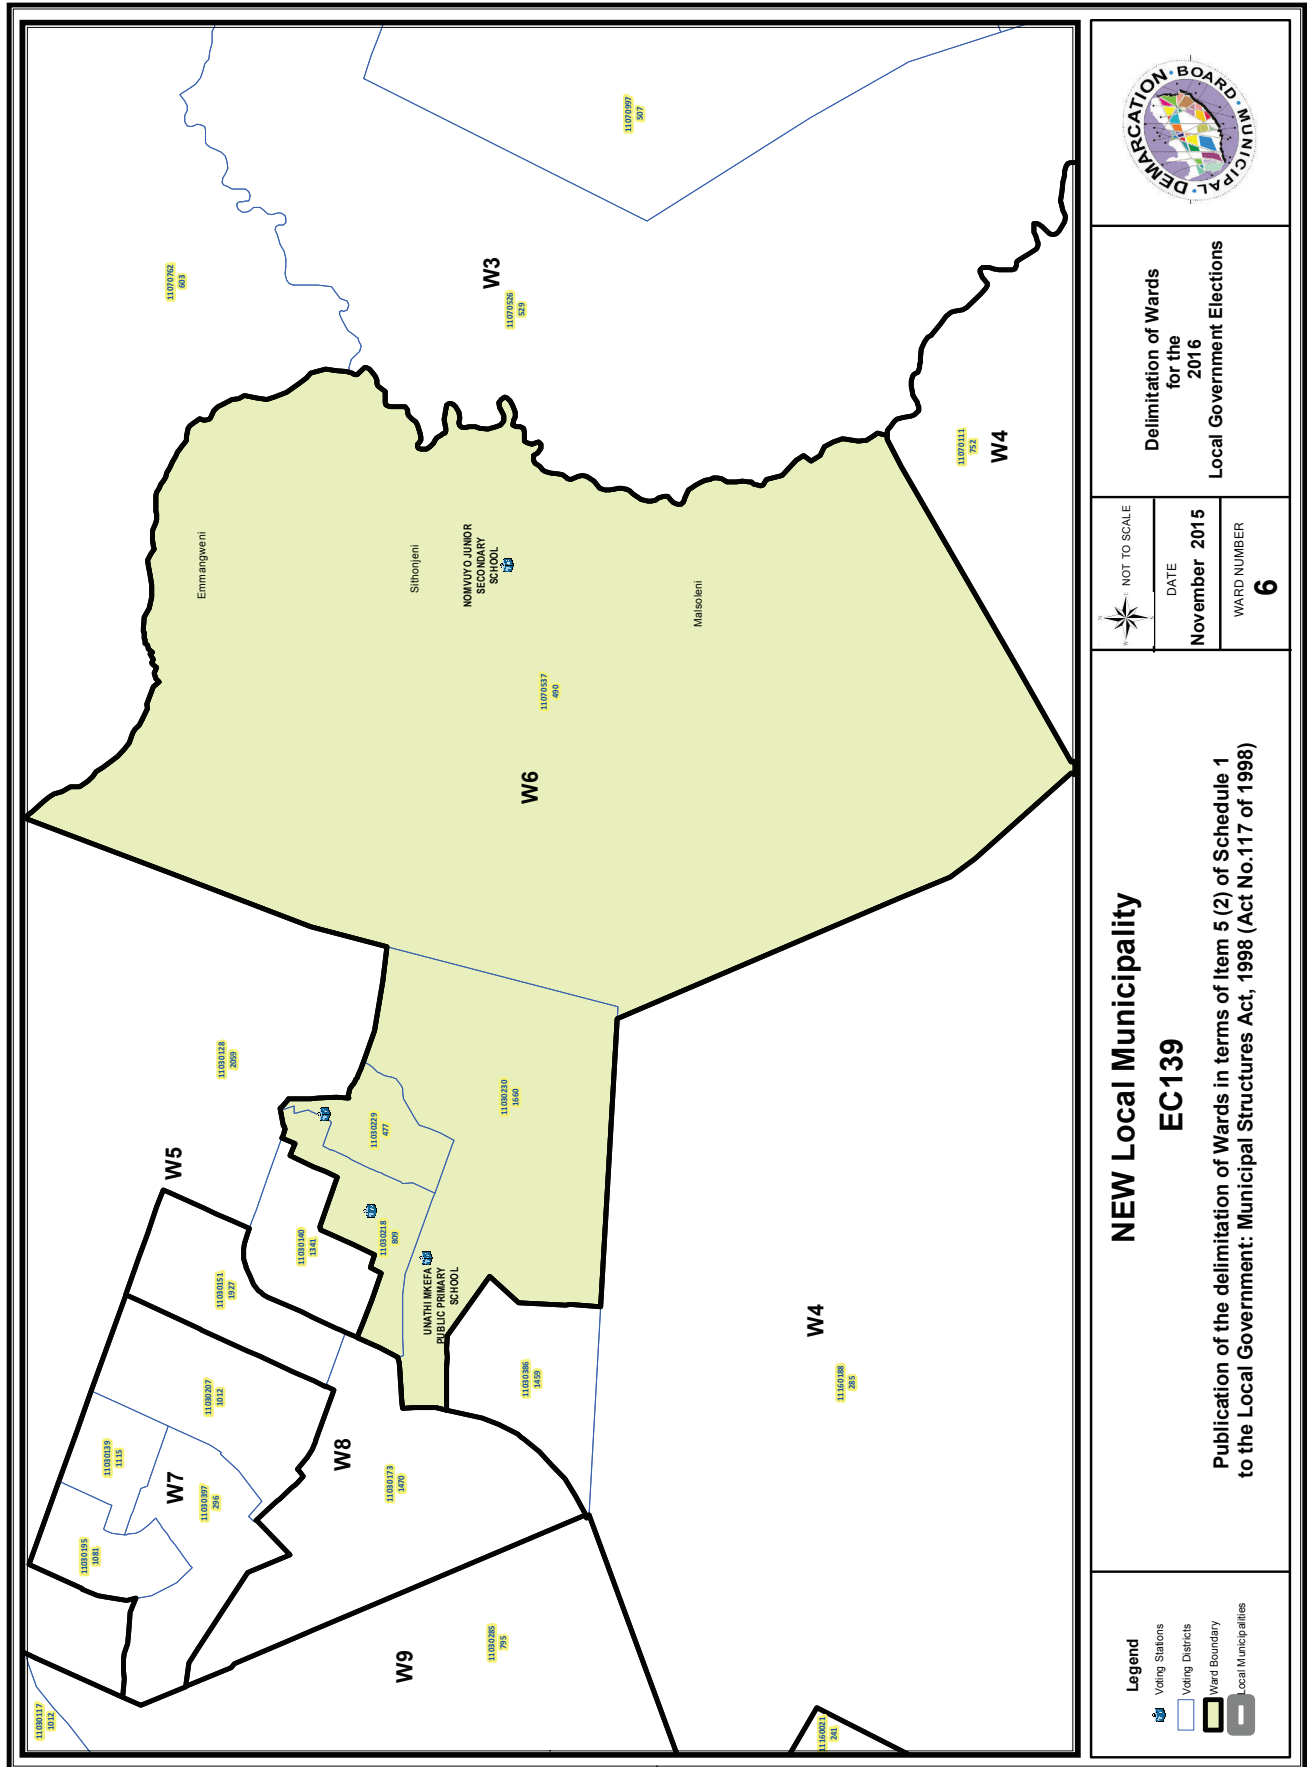 11030117
1012
11030195
1081
11030139
1115
W7
11030397
296
11030207
1012
W8
11030173
1470
W9
11030285
795
11160021
241
W5
11030151
1927
11030140
1341
11030128
2059
11030218
809
11030229
477
11030230
1660
UNATHI MKEFA
PUBLIC PRIMARY
SCHOOL
11030386
1459
W4
11160188
285
W6
11070537
490
Emmangweni
Sithonjeni
NOMVUYO JUNIOR
SECONDARY
SCHOOL
Malsoleni
11070762
603
W3
11070526
529
11070997
507
11070111
752
W4
Legend
Voting Stations
Voting Districts
Ward Boundary
Local Municipalities
NEW Local Municipality
EC139
Publication of the delimitation of Wards in terms of Item 5 (2) of Schedule 1
to the Local Government: Municipal Structures Act, 1998 (Act No.117 of 1998)
NOT TO SCALE
DATE
November 2015
WARD NUMBER
6
Delimitation of Wards
for the
2016
Local Government Elections
MUNICIPAL • DEMARCATION • BOARD •